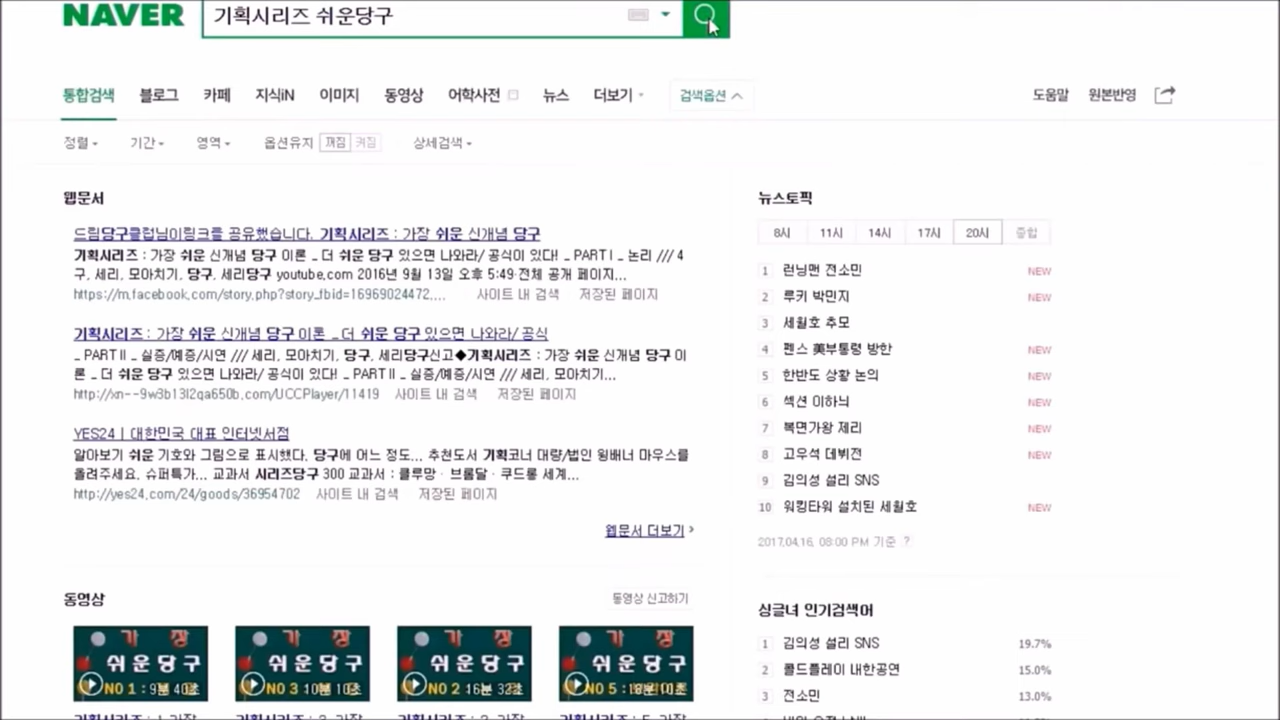 NAVER 기획시리즈 쉬운당구
통합검색 블로그 카페 지식iN 이미지 동영상 어학사전 뉴스 더보기 검색옵션 도움말 원본반영
정렬 기간 영역 옵션유지 꺼짐 켜짐 상세검색
웹문서
드림당구클럽님이링크를 공유했습니다. 기획시리즈 : 가장 쉬운 신개념 당구
기획시리즈 : 가장 쉬운 신개념 당구 이론 _ 더 쉬운 당구 있으면 나와라/ 공식이 있다! _ PART I _ 논리 /// 4
구, 세리, 모아치기, 당구, 세리당구 youtube.com 2016년 9월 13일 오후 5:49·전체 공개 페이지...
https://m.facebook.com/story.php?story_fbid=16969024472.... 사이트 내 검색 저장된 페이지
기획시리즈 : 가장 쉬운 신개념 당구 이론 _ 더 쉬운 당구 있으면 나와라/ 공식
_ PART II _ 실증/예증/시연 /// 세리, 모아치기, 당구, 세리당구신고◆기획시리즈 : 가장 쉬운 신개념 당구 이
론 _ 더 쉬운 당구 있으면 나와라/ 공식이 있다! _ PART II _ 실증/예증/시연 /// 세리, 모아치기...
http://xn--9w3b13l2qa650b.com/UCCPlayer/11419 사이트 내 검색 저장된 페이지
YES24 | 대한민국 대표 인터넷서점
알아보기 쉬운 기호와 그림으로 표시했다. 당구에 어느 정도... 추천도서 기획코너 대량/법인 윙배너 마우스를
올려주세요. 슈퍼특가... 교과서 시리즈당구 300 교과서 : 클루망 · 브롬달 · 쿠드롱 세계...
http://yes24.com/24/goods/36954702 사이트 내 검색 저장된 페이지
웹문서 더보기
동영상 동영상 신고하기
가 장 쉬운당구 NO 1 : 9분 40초
가 장 쉬운당구 NO 3 10분 10초
가 장 쉬운당구 NO 2 16분 32초
가 장 쉬운당구 NO 5 :
뉴스토픽
8시 11시 14시 17시 20시 종합
1 런닝맨 전소민 NEW
2 루키 박민지 NEW
3 세월호 추모
4 펜스 美부통령 방한 NEW
5 한반도 상황 논의 NEW
6 섹션 이하늬 NEW
7 복면가왕 제리 NEW
8 고우석 데뷔전 NEW
9 김의성 설리 SNS
10 워킹타워 설치된 세월호 NEW
2017.04.16. 08:00 PM 기준 ?
싱글녀 인기검색어
1 김의성 설리 SNS 19.7%
2 콜드플레이 내한공연 15.0%
3 전소민 13.0%